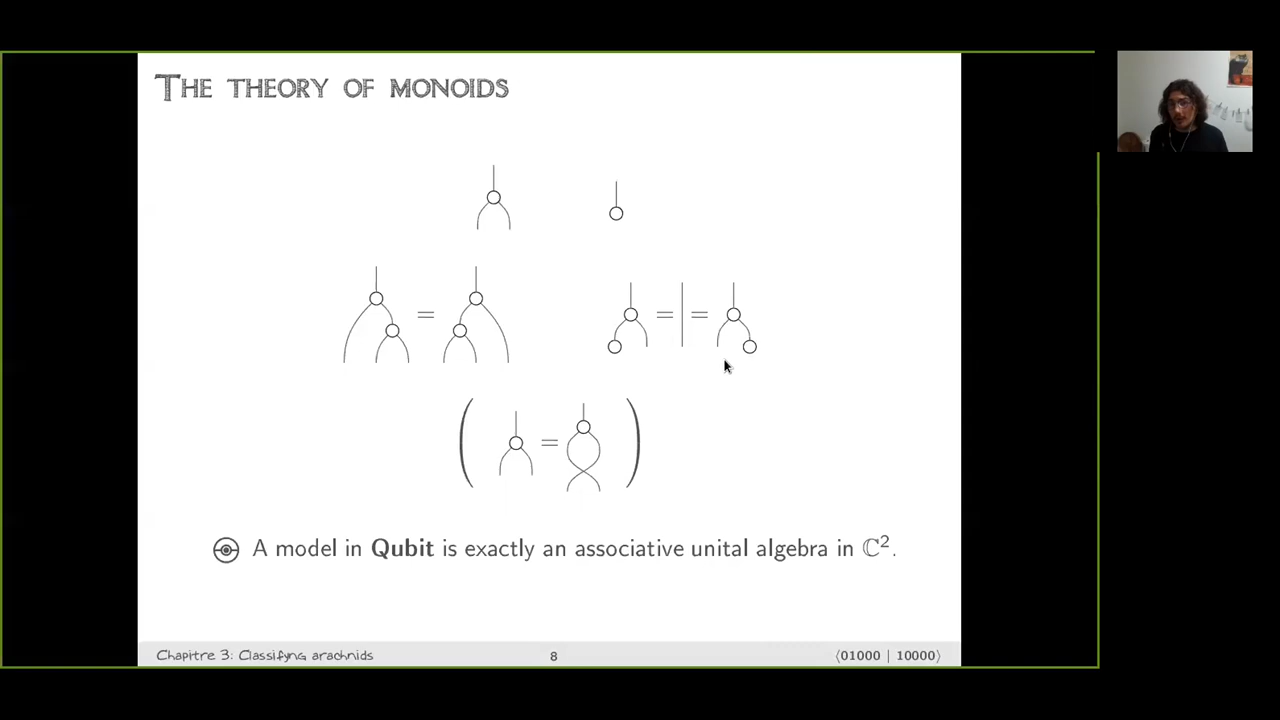 The theory of monoids
=
= =
( = )
A model in Qubit is exactly an associative unital algebra in ℂ².
Chapitre 3: Classifyng arachnids 8 ⟨01000 | 10000⟩